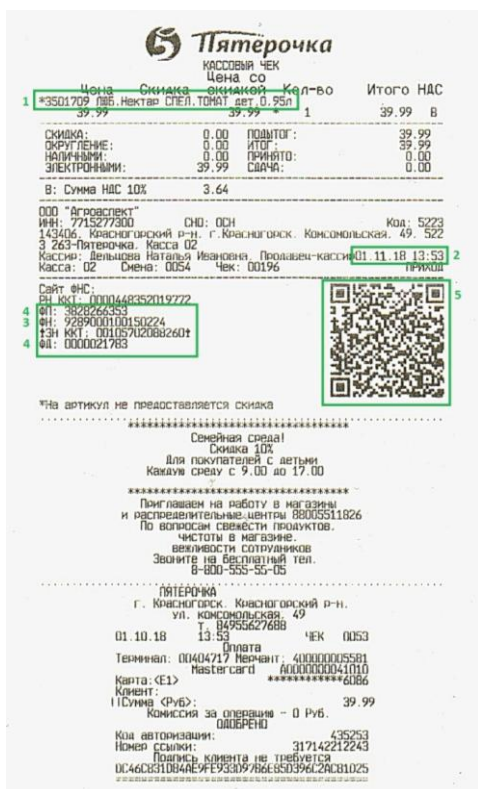 Пятёрочка
КАССОВЫЙ ЧЕК
Цена со
Цена Скидка скидкой Кол-во Итого НДС
1 *3501709 ЛЮБ.Нектар СПЕЛ.ТОМАТ дет.0.95л
39.99 39.99 * 1 39.99 В
СКИДКА: 0.00 ПОДЫТОГ: 39.99
ОКРУГЛЕНИЕ: 0.00 ИТОГ: 39.99
НАЛИЧНЫМИ: 0.00 ПРИНЯТО: 0.00
ЭЛЕКТРОННЫМИ: 39.99 СДАЧА: 0.00
В: Сумма НДС 10% 3.64
ООО "Агроаспект"
ИНН: 7715277300 СНО: ОСН Код: 5223
143406. Красногорский р-н. г.Красногорск. Комсомольская. 49. 522
3 263-Пятерочка. Касса 02
Кассир: Дельцова Наталья Ивановна. Продавец-кассир 01.11.18 13:53 2
Касса: 02 Смена: 0054 Чек: 00196 ПРИХОД
Сайт ФНС:
РН ККТ: 0000448352019772 5
4 ФП: 3828266353
3 ФН: 9289000100150224
ЗН ККТ: 00105702088260
4 ФД: 0000021783
*На артикул не предоставляется скидка
Семейная среда!
Скидка 10%
Для покупателей с детьми
Каждую среду с 9.00 до 17.00
Приглашаем на работу в магазины
и распределительные центры 88005511826
По вопросам свежести продуктов.
чистоты в магазине.
вежливости сотрудников
Звоните на бесплатный тел.
8-800-555-55-05
ПЯТЕРОЧКА
г. Красногорск. Красногорский р-н.
ул. Комсомольская. 49
т. 84955627688
01.10.18 13:53 ЧЕК 0053
Оплата
Терминал: 00404717 Мерчант: 400000005581
Mastercard A0000000041010
Карта:(E1) ************6086
Клиент:
Сумма (Руб): 39.99
Комиссия за операцию – 0 Руб.
ОДОБРЕНО
Код авторизации: 435253
Номер ссылки: 317142212243
Подпись клиента не требуется